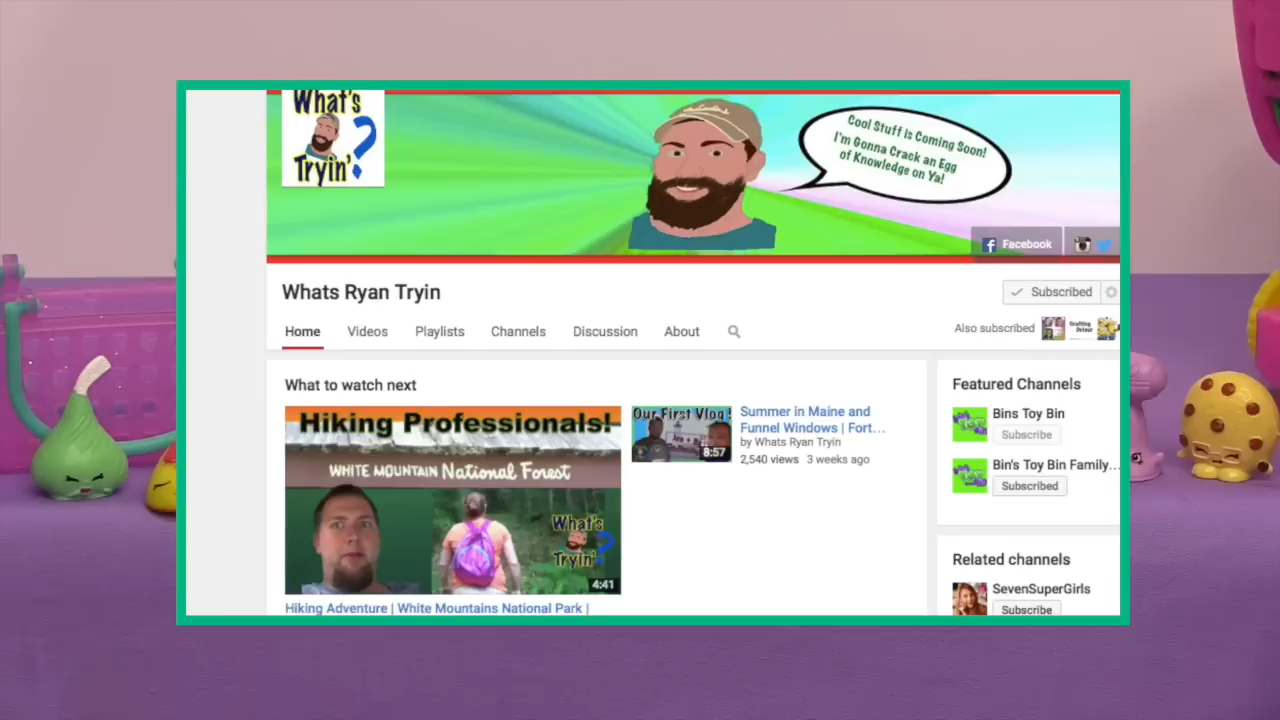 What's
Tryin'?
Cool Stuff is Coming Soon!
I'm Gonna Crack an Egg
of Knowledge on Ya!
Facebook
Whats Ryan Tryin
Subscribed
Home
Videos
Playlists
Channels
Discussion
About
Also subscribed
What to watch next
Hiking Professionals!
WHITE MOUNTAIN National Forest
What's
Tryin'?
4:41
Hiking Adventure | White Mountains National Park |
Our First Vlog!
8:57
Summer in Maine and
Funnel Windows | Fort...
by Whats Ryan Tryin
2,540 views 3 weeks ago
Featured Channels
Bins Toy Bin
Subscribe
Bin's Toy Bin Family...
Subscribed
Related channels
SevenSuperGirls
Subscribe